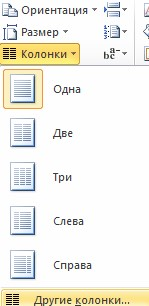 Ориентация
Размер
Колонки
Одна
Две
Три
Слева
Справа
Другие колонки...